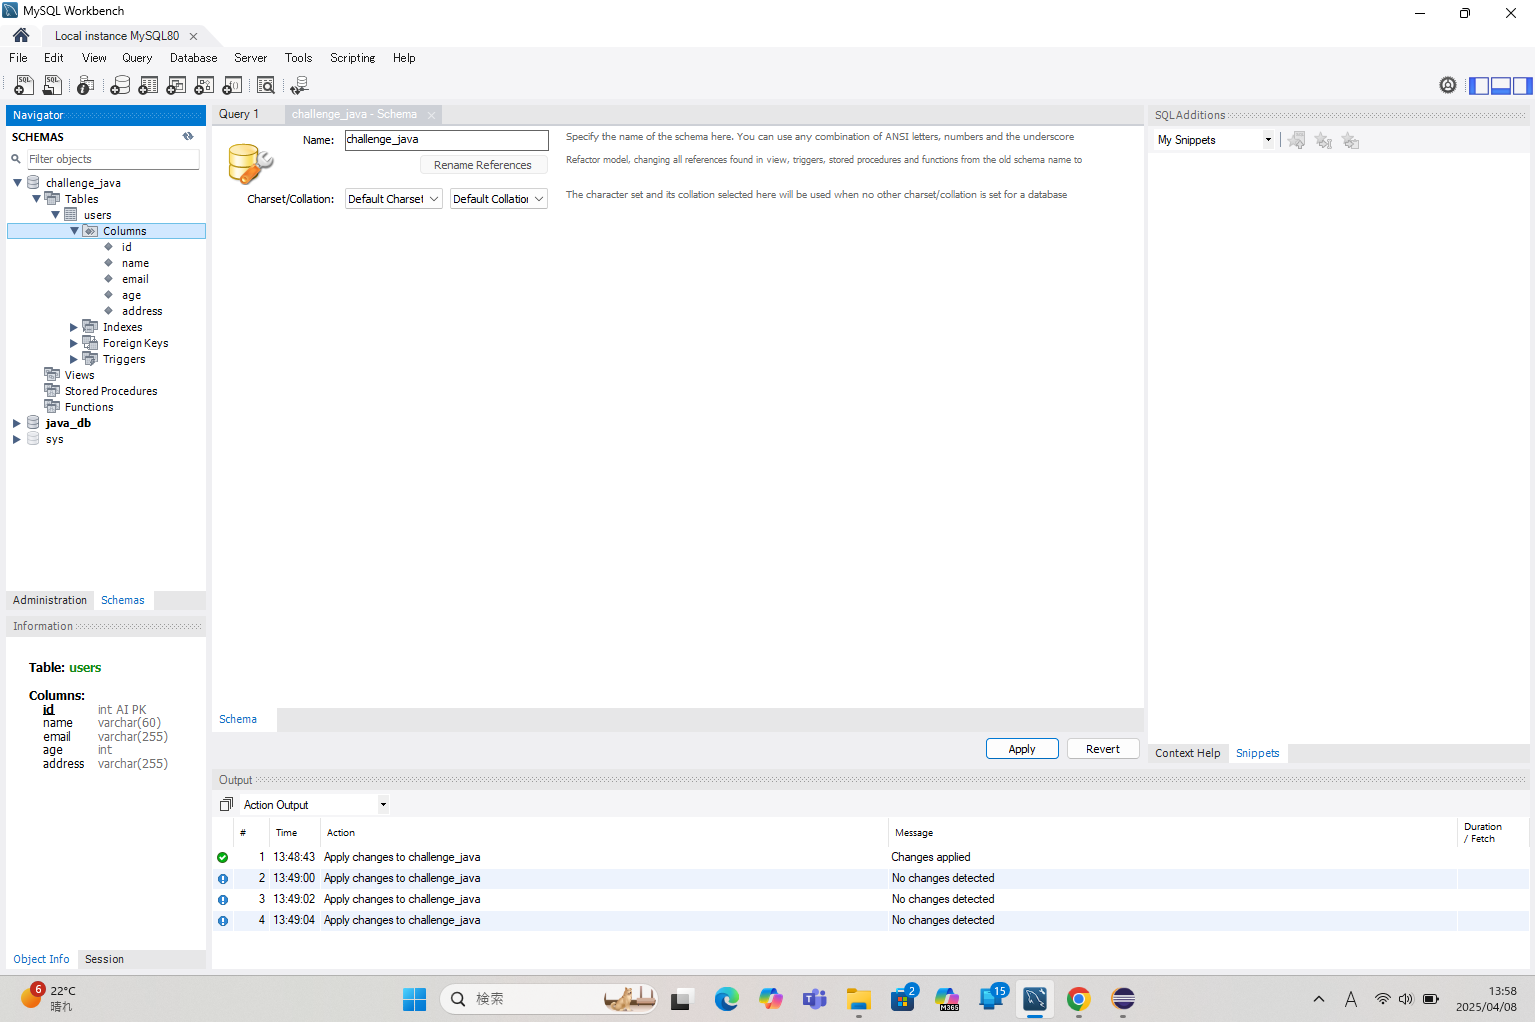 MySQL Workbench
Local instance MySQL80
File Edit View Query Database Server Tools Scripting Help
Navigator
SCHEMAS
Filter objects
challenge_java
Tables
users
Columns
id
name
email
age
address
Indexes
Foreign Keys
Triggers
Views
Stored Procedures
Functions
java_db
sys
Administration Schemas
Information
Table: users
Columns:
id int AI PK
name varchar(60)
email varchar(255)
age int
address varchar(255)
Object Info Session
Query 1 challenge_java - Schema
Name: challenge_java Specify the name of the schema here. You can use any combination of ANSI letters, numbers and the underscore
Rename References Refactor model, changing all references found in view, triggers, stored procedures and functions from the old schema name to
Charset/Collation: Default Charset Default Collation The character set and its collation selected here will be used when no other charset/collation is set for a database
Schema
Apply Revert
SQLAdditions
My Snippets
Context Help Snippets
Output
Action Output
# Time Action Message Duration / Fetch
1 13:48:43 Apply changes to challenge_java Changes applied
2 13:49:00 Apply changes to challenge_java No changes detected
3 13:49:02 Apply changes to challenge_java No changes detected
4 13:49:04 Apply changes to challenge_java No changes detected
6 22°C
晴れ
検索
M365
2
15
A
13:58
2025/04/08